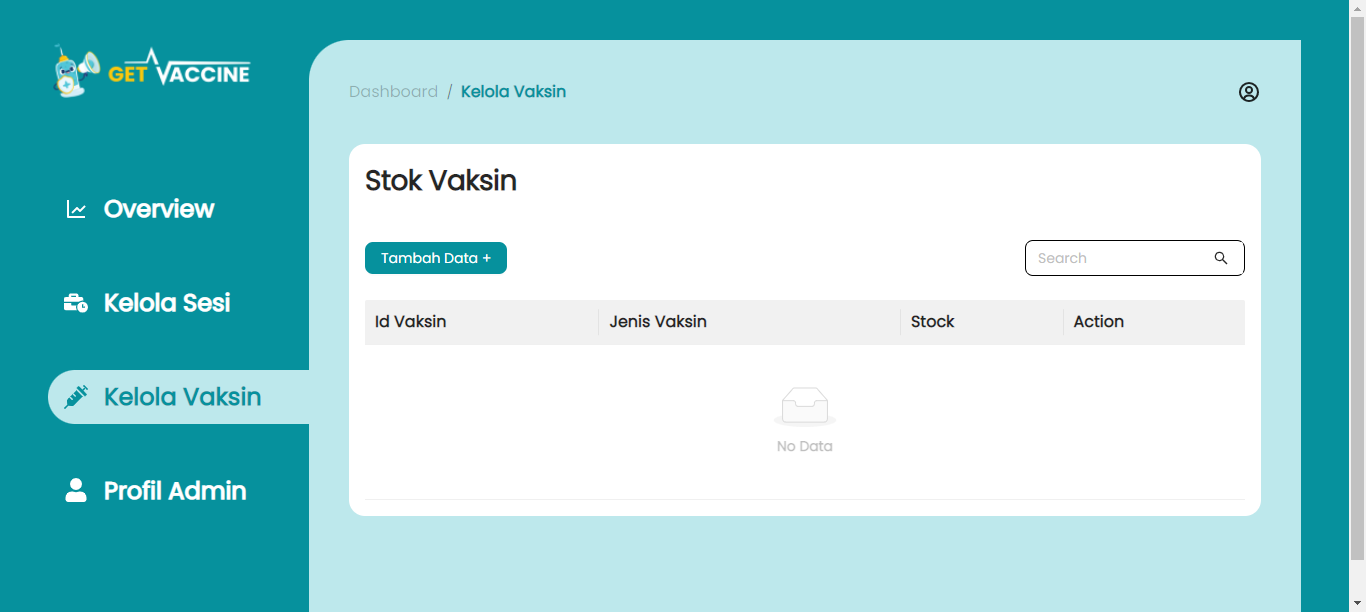 GET VACCINE
Dashboard / Kelola Vaksin
Overview
Kelola Sesi
Kelola Vaksin
Profil Admin
Stok Vaksin
Tambah Data +
Search
Id Vaksin Jenis Vaksin Stock Action
No Data